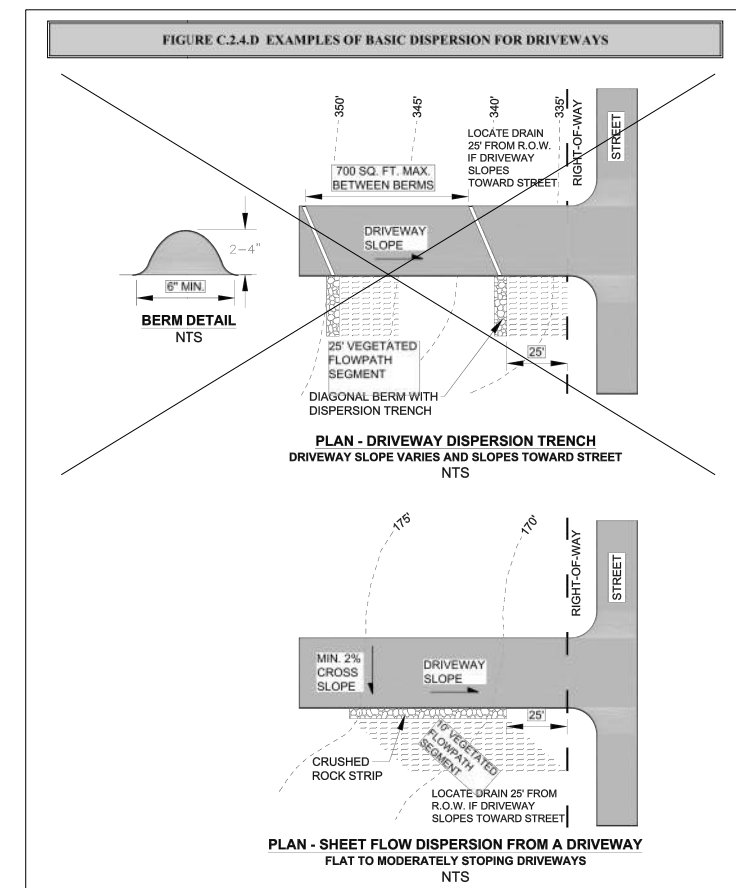 FIGURE C.2.4.D EXAMPLES OF BASIC DISPERSION FOR DRIVEWAYS
350'
345'
340'
335'
RIGHT-OF-WAY
STREET
LOCATE DRAIN
25' FROM R.O.W.
IF DRIVEWAY
SLOPES
TOWARD STREET
700 SQ. FT. MAX.
BETWEEN BERMS
DRIVEWAY
SLOPE
2-4"
6" MIN.
BERM DETAIL
NTS
25' VEGETATED
FLOWPATH
SEGMENT
25'
DIAGONAL BERM WITH
DISPERSION TRENCH
PLAN - DRIVEWAY DISPERSION TRENCH
DRIVEWAY SLOPE VARIES AND SLOPES TOWARD STREET
NTS
175'
170'
RIGHT-OF-WAY
STREET
MIN. 2%
CROSS
SLOPE
DRIVEWAY
SLOPE
25'
10' VEGETATED
FLOWPATH
SEGMENT
CRUSHED
ROCK STRIP
LOCATE DRAIN 25' FROM
R.O.W. IF DRIVEWAY
SLOPES TOWARD STREET
PLAN - SHEET FLOW DISPERSION FROM A DRIVEWAY
FLAT TO MODERATELY STOPING DRIVEWAYS
NTS